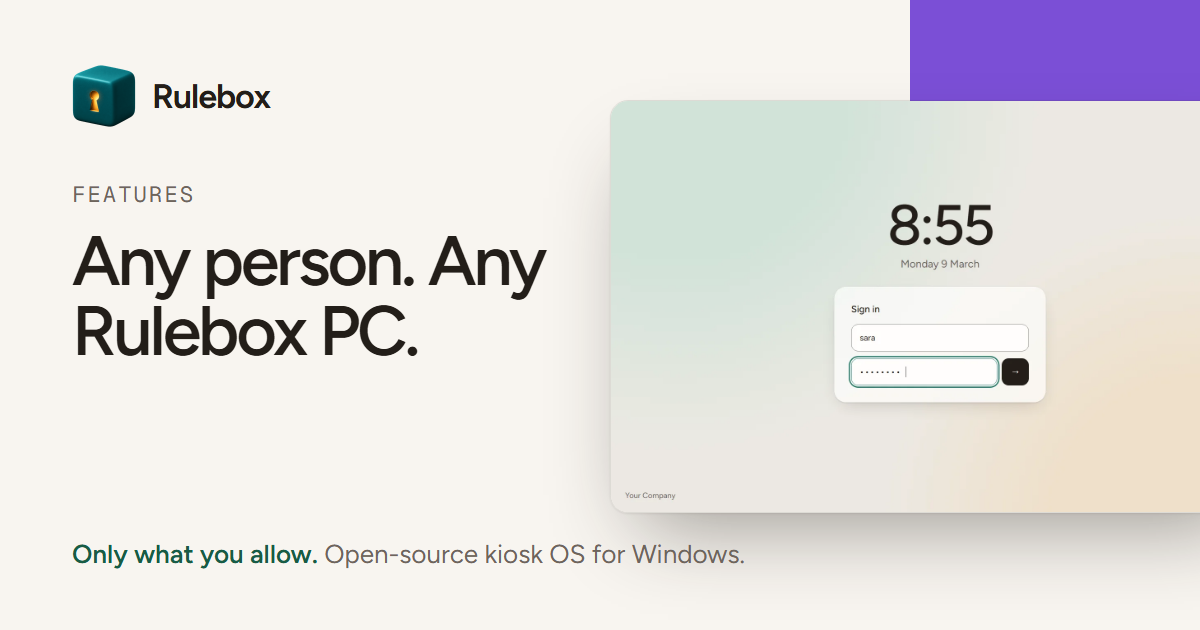 Rulebox
FEATURES
Any person. Any
Rulebox PC.
8:55
Monday 9 March
Sign in
sara
········
→
Your Company
Only what you allow. Open-source kiosk OS for Windows.